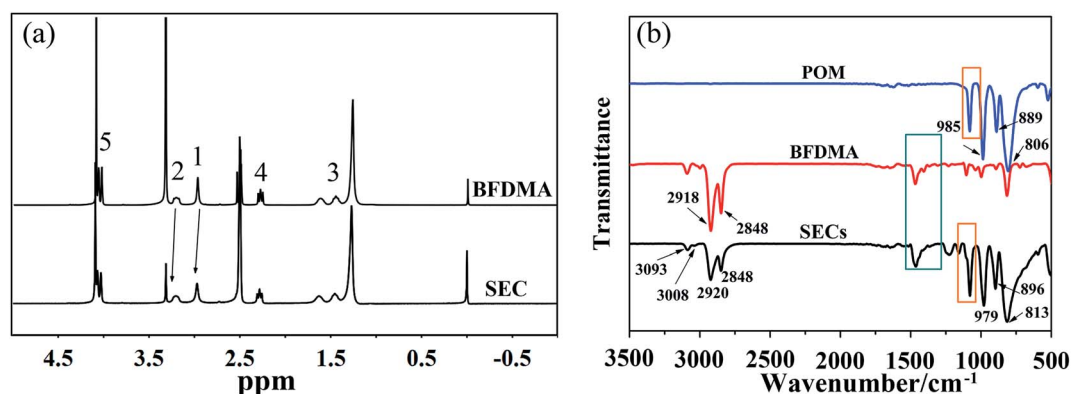 (a)
5
2
1
4
3
BFDMA
SEC
4.5 3.5 2.5 1.5 0.5 -0.5
ppm
(b)
POM
985
889
806
BFDMA
2918
2848
SECs
3093
3008
2920
2848
979
896
813
Transmittance
3500 3000 2500 2000 1500 1000 500
Wavenumber/cm⁻¹